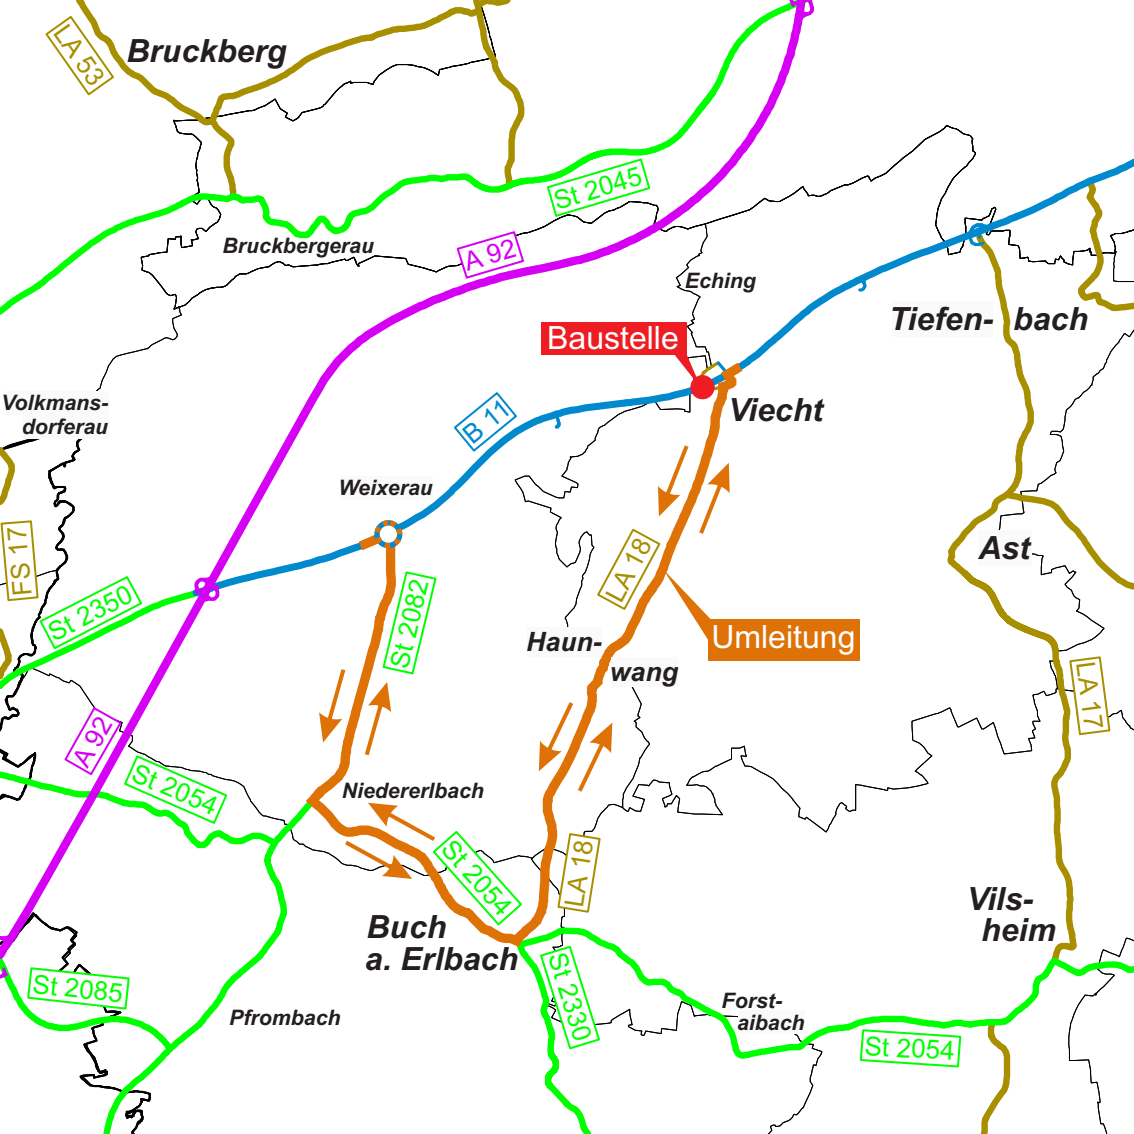 LA 53
Bruckberg
St 2045
Bruckbergerau
A 92
Eching
Tiefen- bach
Baustelle
Viecht
Volkmans-
dorferau
B 11
Weixerau
FS 17
Ast
LA 18
St 2350
St 2082
Umleitung
Haun-
wang
LA 17
A 92
St 2054
Niedererlbach
St 2054
LA 18
Vils-
heim
Buch
a. Erlbach
St 2085
St 2330
Pfrombach
Forst-
aibach
St 2054